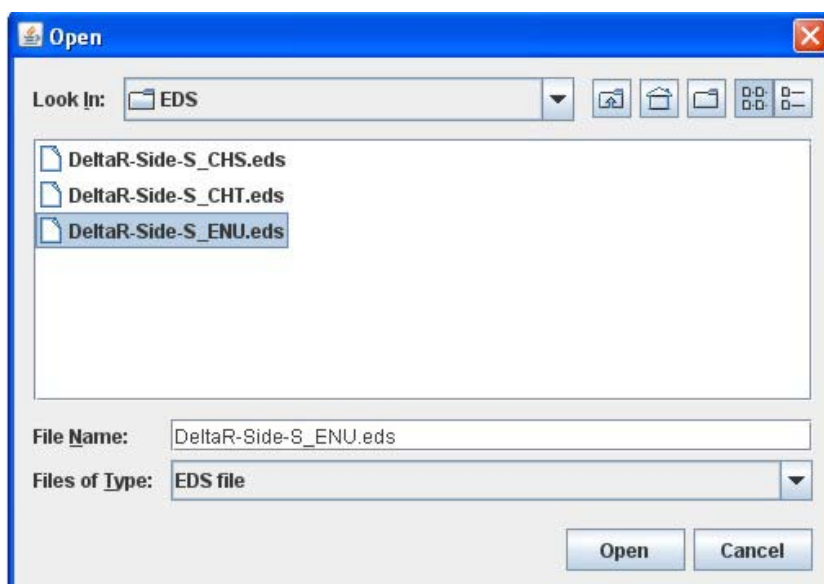 Open
Look In: EDS
DeltaR-Side-S_CHS.eds
DeltaR-Side-S_CHT.eds
DeltaR-Side-S_ENU.eds
File Name: DeltaR-Side-S_ENU.eds
Files of Type: EDS file
Open Cancel